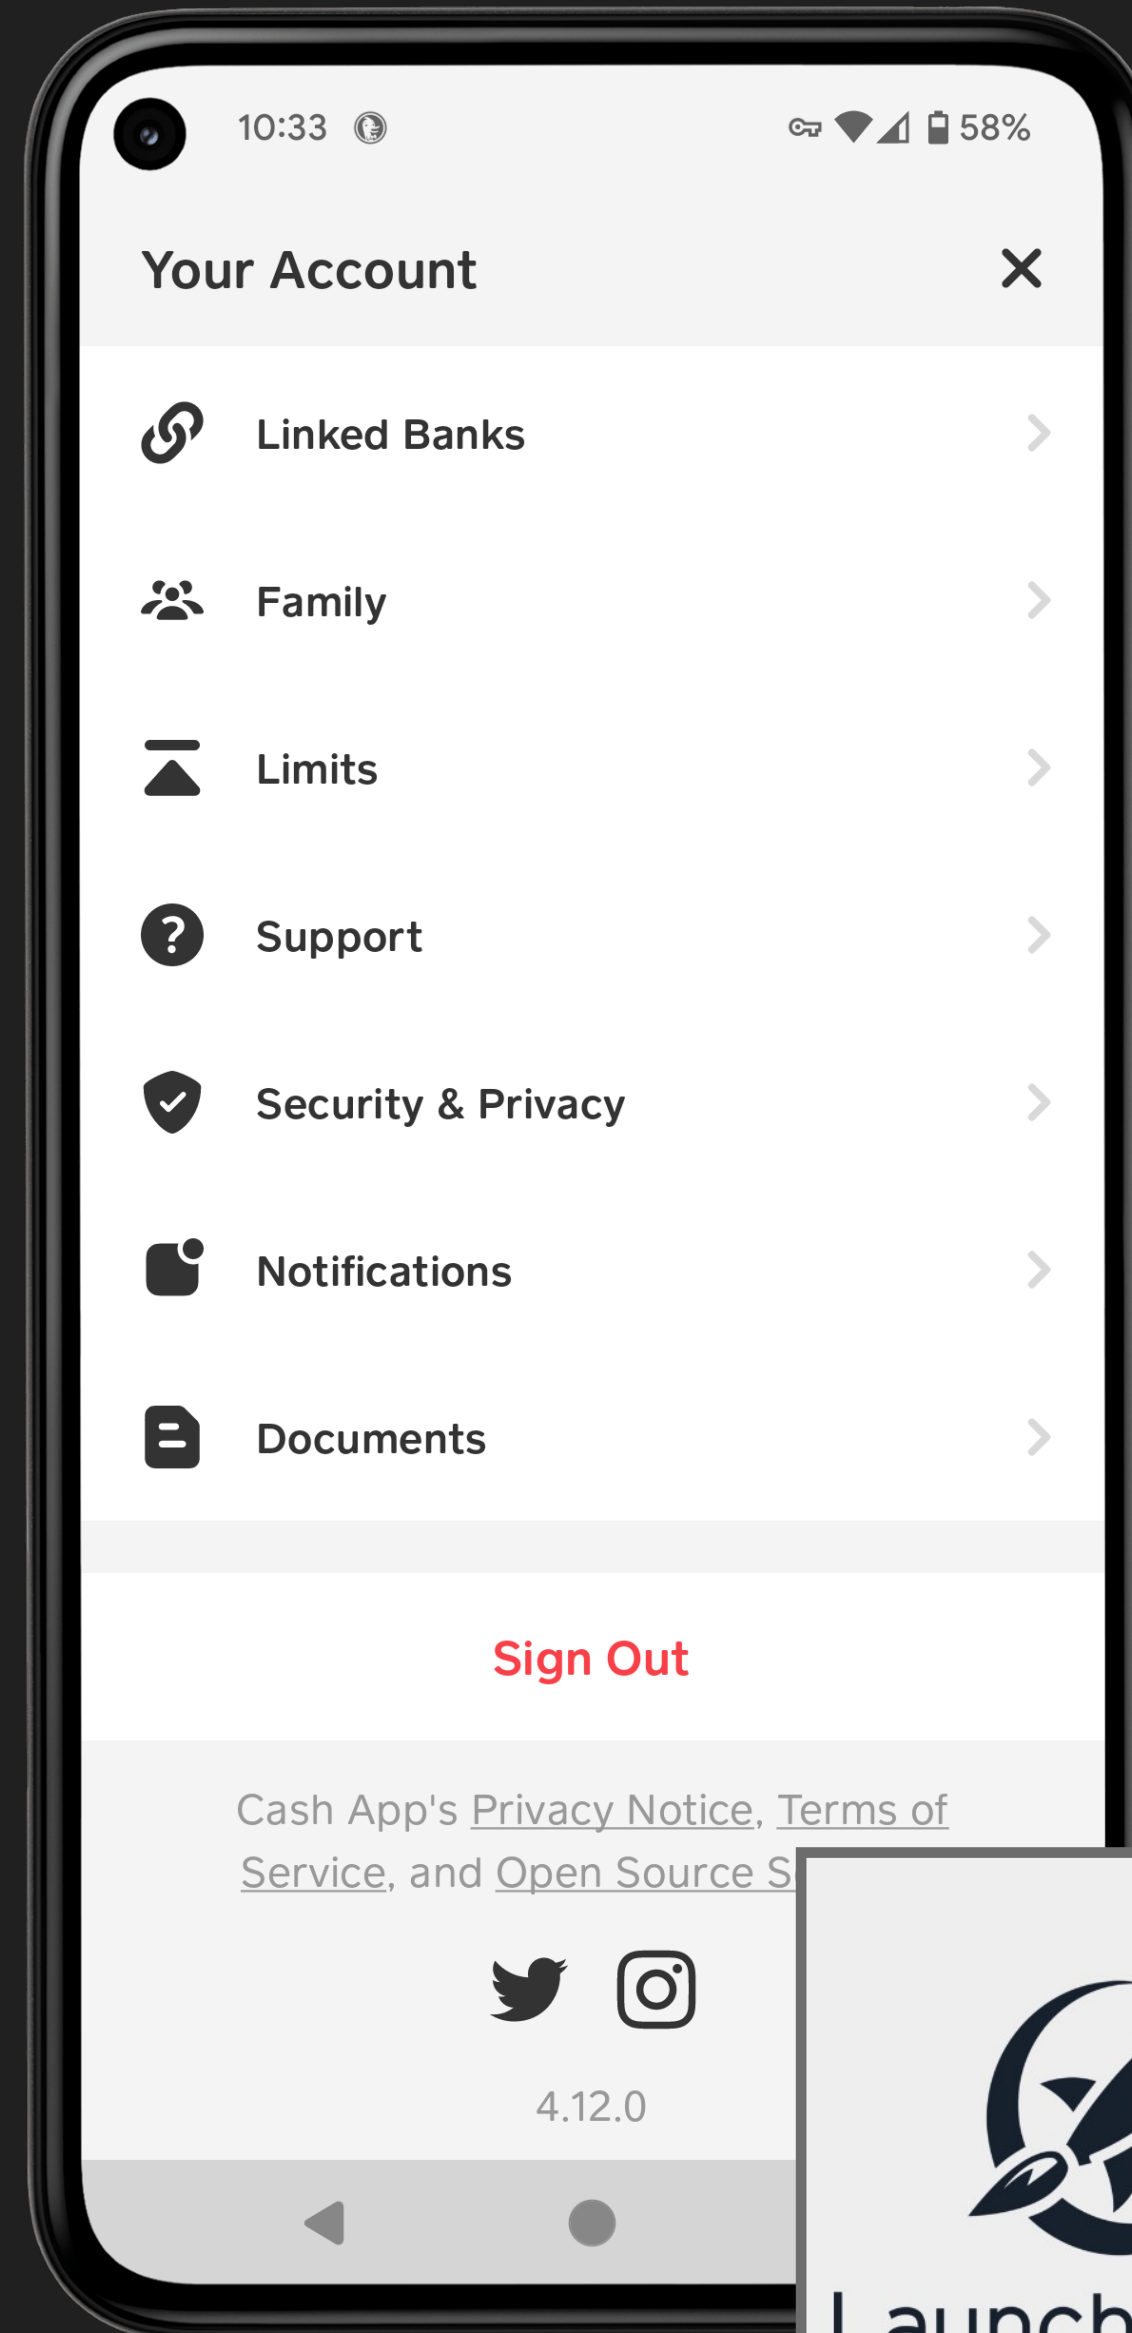 10:33 58%
Your Account
Linked Banks
Family
Limits
? Support
Security & Privacy
Notifications
Documents
Sign Out
Cash App's Privacy Notice, Terms of
Service, and Open Source
4.12.0